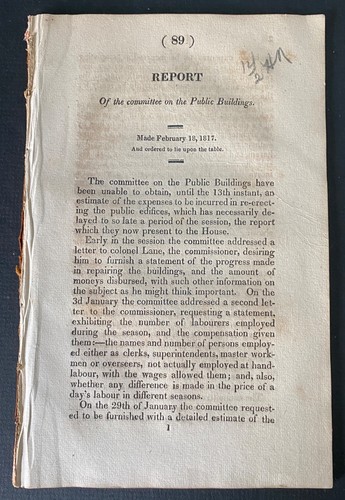 ( 89 )
REPORT
Of the committee on the Public Buildings.
Made February 18, 1817.
And ordered to lie upon the table.
The committee on the Public Buildings have
been unable to obtain, until the 13th instant, an
estimate of the expenses to be incurred in re-erect-
ing the public edifices, which has necessarily de-
layed to so late a period of the session, the report
which they now present to the House.
Early in the session the committee addressed a
letter to colonel Lane, the commissioner, desiring
him to furnish a statement of the progress made
in repairing the buildings, and the amount of
moneys disbursed, with such other information on
the subject as he might think important. On the
3d January the committee addressed a second let-
ter to the commissioner, requesting a statement,
exhibiting the number of labourers employed
during the season, and the compensation given
them:—the names and number of persons employ-
ed either as clerks, superintendents, master work-
men or overseers, not actually employed at hand-
labour, with the wages allowed them; and, also,
whether any difference is made in the price of a
day's labour in different seasons.
On the 29th of January the committee request-
ed to be furnished with a detailed estimate of the
1